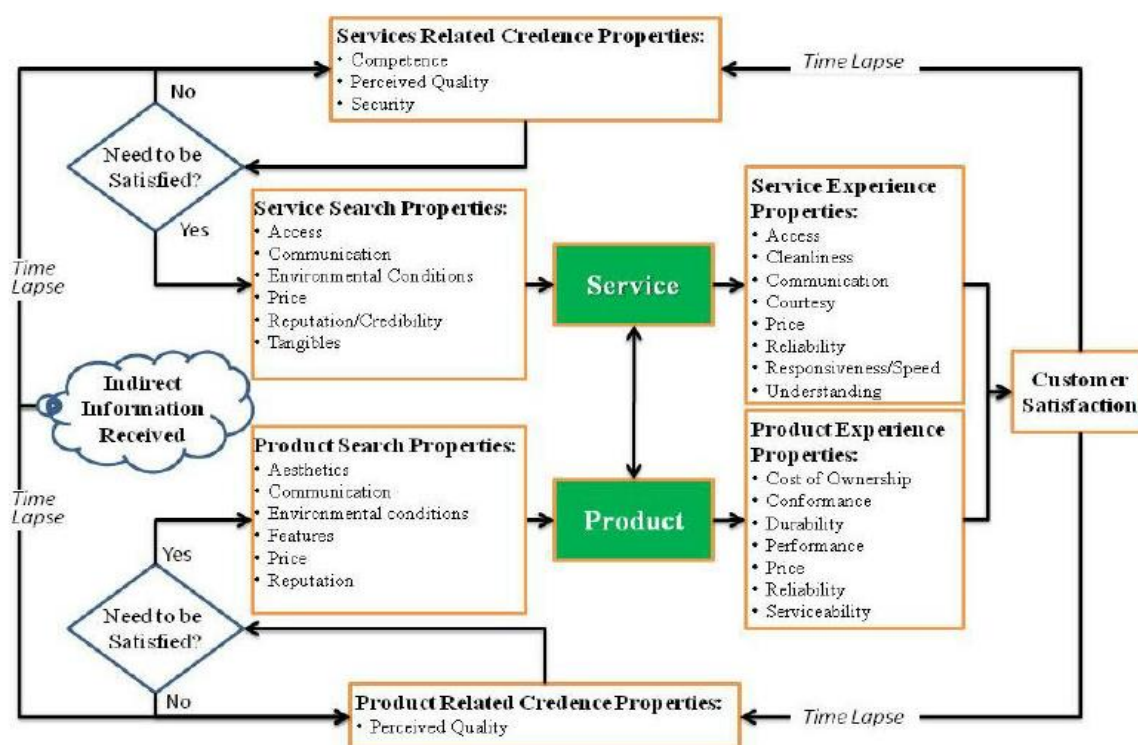 Services Related Credence Properties:
• Competence
• Perceived Quality
• Security
Time Lapse
No
Need to be
Satisfied?
Yes
Service Search Properties:
• Access
• Communication
• Environmental Conditions
• Price
• Reputation/Credibility
• Tangibles
Service
Service Experience
Properties:
• Access
• Cleanliness
• Communication
• Courtesy
• Price
• Reliability
• Responsiveness/Speed
• Understanding
Time
Lapse
Indirect
Information
Received
Customer
Satisfaction
Time
Lapse
Product Search Properties:
• Aesthetics
• Communication
• Environmental conditions
• Features
• Price
• Reputation
Product
Product Experience
Properties:
• Cost of Ownership
• Conformance
• Durability
• Performance
• Price
• Reliability
• Serviceability
Yes
Need to be
Satisfied?
No
Product Related Credence Properties:
• Perceived Quality
Time Lapse